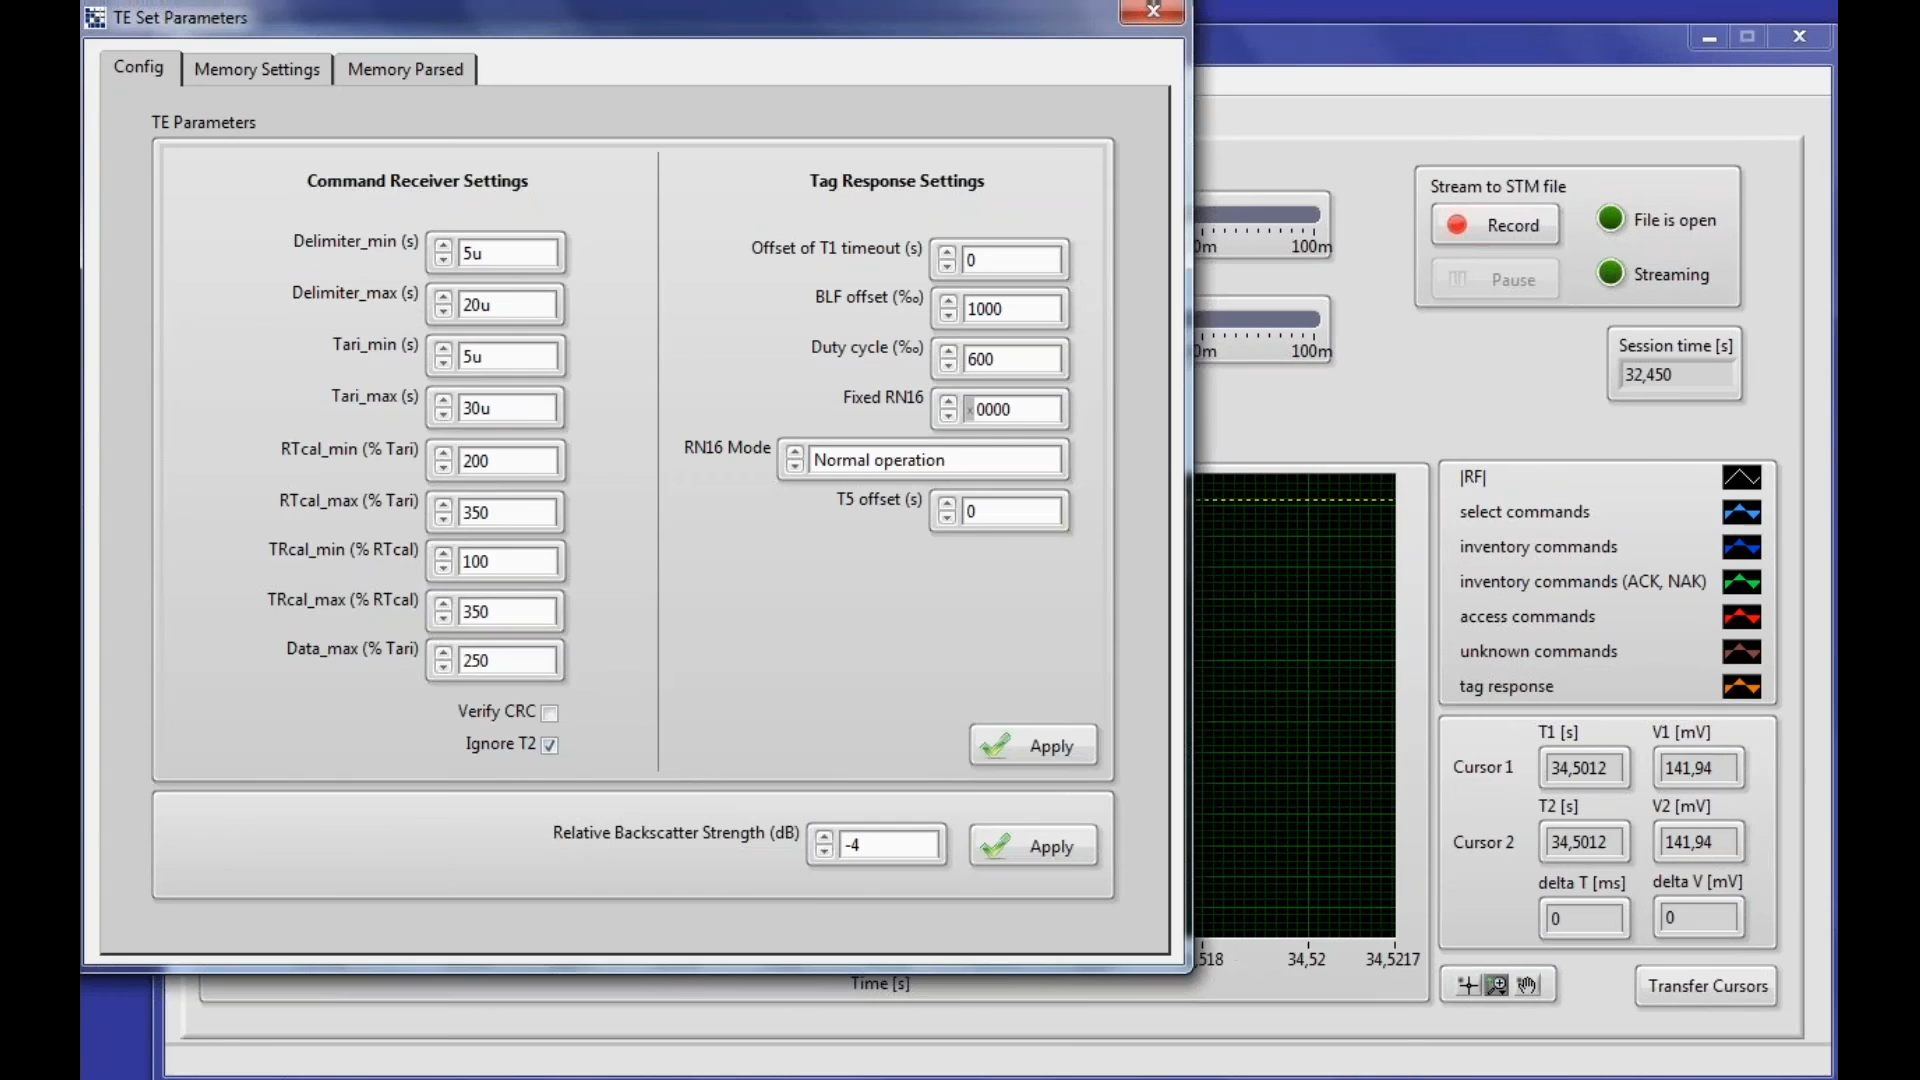 TE Set Parameters
Config
Memory Settings
Memory Parsed
TE Parameters
Command Receiver Settings
Delimiter_min (s)
5u
Delimiter_max (s)
20u
Tari_min (s)
5u
Tari_max (s)
30u
RTcal_min (% Tari)
200
RTcal_max (% Tari)
350
TRcal_min (% RTcal)
100
TRcal_max (% RTcal)
350
Data_max (% Tari)
250
Verify CRC
Ignore T2
Tag Response Settings
Offset of T1 timeout (s)
0
BLF offset (‰)
1000
Duty cycle (‰)
600
Fixed RN16
x 0000
RN16 Mode
Normal operation
T5 offset (s)
0
Apply
Relative Backscatter Strength (dB)
-4
Apply
0m
100m
0m
100m
Stream to STM file
Record
File is open
Pause
Streaming
Session time [s]
32,450
|RF|
select commands
inventory commands
inventory commands (ACK, NAK)
access commands
unknown commands
tag response
T1 [s]
V1 [mV]
Cursor 1
34,5012
141,94
T2 [s]
V2 [mV]
Cursor 2
34,5012
141,94
delta T [ms]
delta V [mV]
0
0
,518
34,52
34,5217
Time [s]
Transfer Cursors